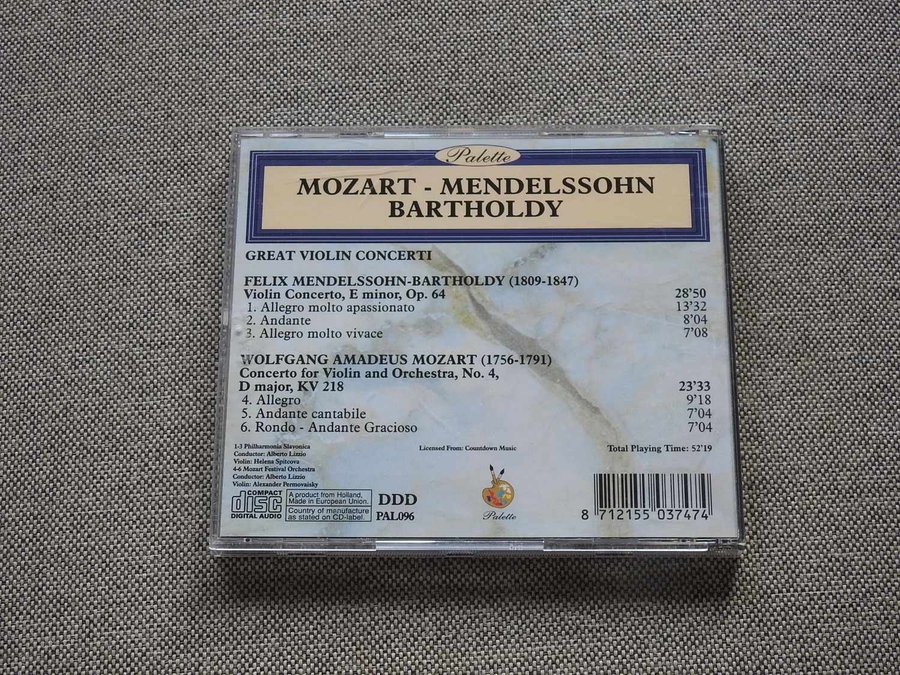 Palette
MOZART - MENDELSSOHN
BARTHOLDY
GREAT VIOLIN CONCERTI
FELIX MENDELSSOHN-BARTHOLDY (1809-1847)
Violin Concerto, E minor, Op. 64 28'50
1. Allegro molto apassionato 13'32
2. Andante 8'04
3. Allegro molto vivace 7'08
WOLFGANG AMADEUS MOZART (1756-1791)
Concerto for Violin and Orchestra, No. 4,
D major, KV 218 23'33
4. Allegro 9'18
5. Andante cantabile 7'04
6. Rondo - Andante Gracioso 7'04
1-3 Philharmonia Slavonica
Conductor: Alberto Lizzio
Violin: Helena Spitcova
4-6 Mozart Festival Orchestra
Conductor: Alberto Lizzio
Violin: Alexander Permovaisky
Licensed From: Countdown Music
Total Playing Time: 52'19
COMPACT
disc
DIGITAL AUDIO
A product from Holland,
Made in European Union.
Country of manufacture
as stated on CD-label.
DDD
PAL096
Palette
8 712155 037474